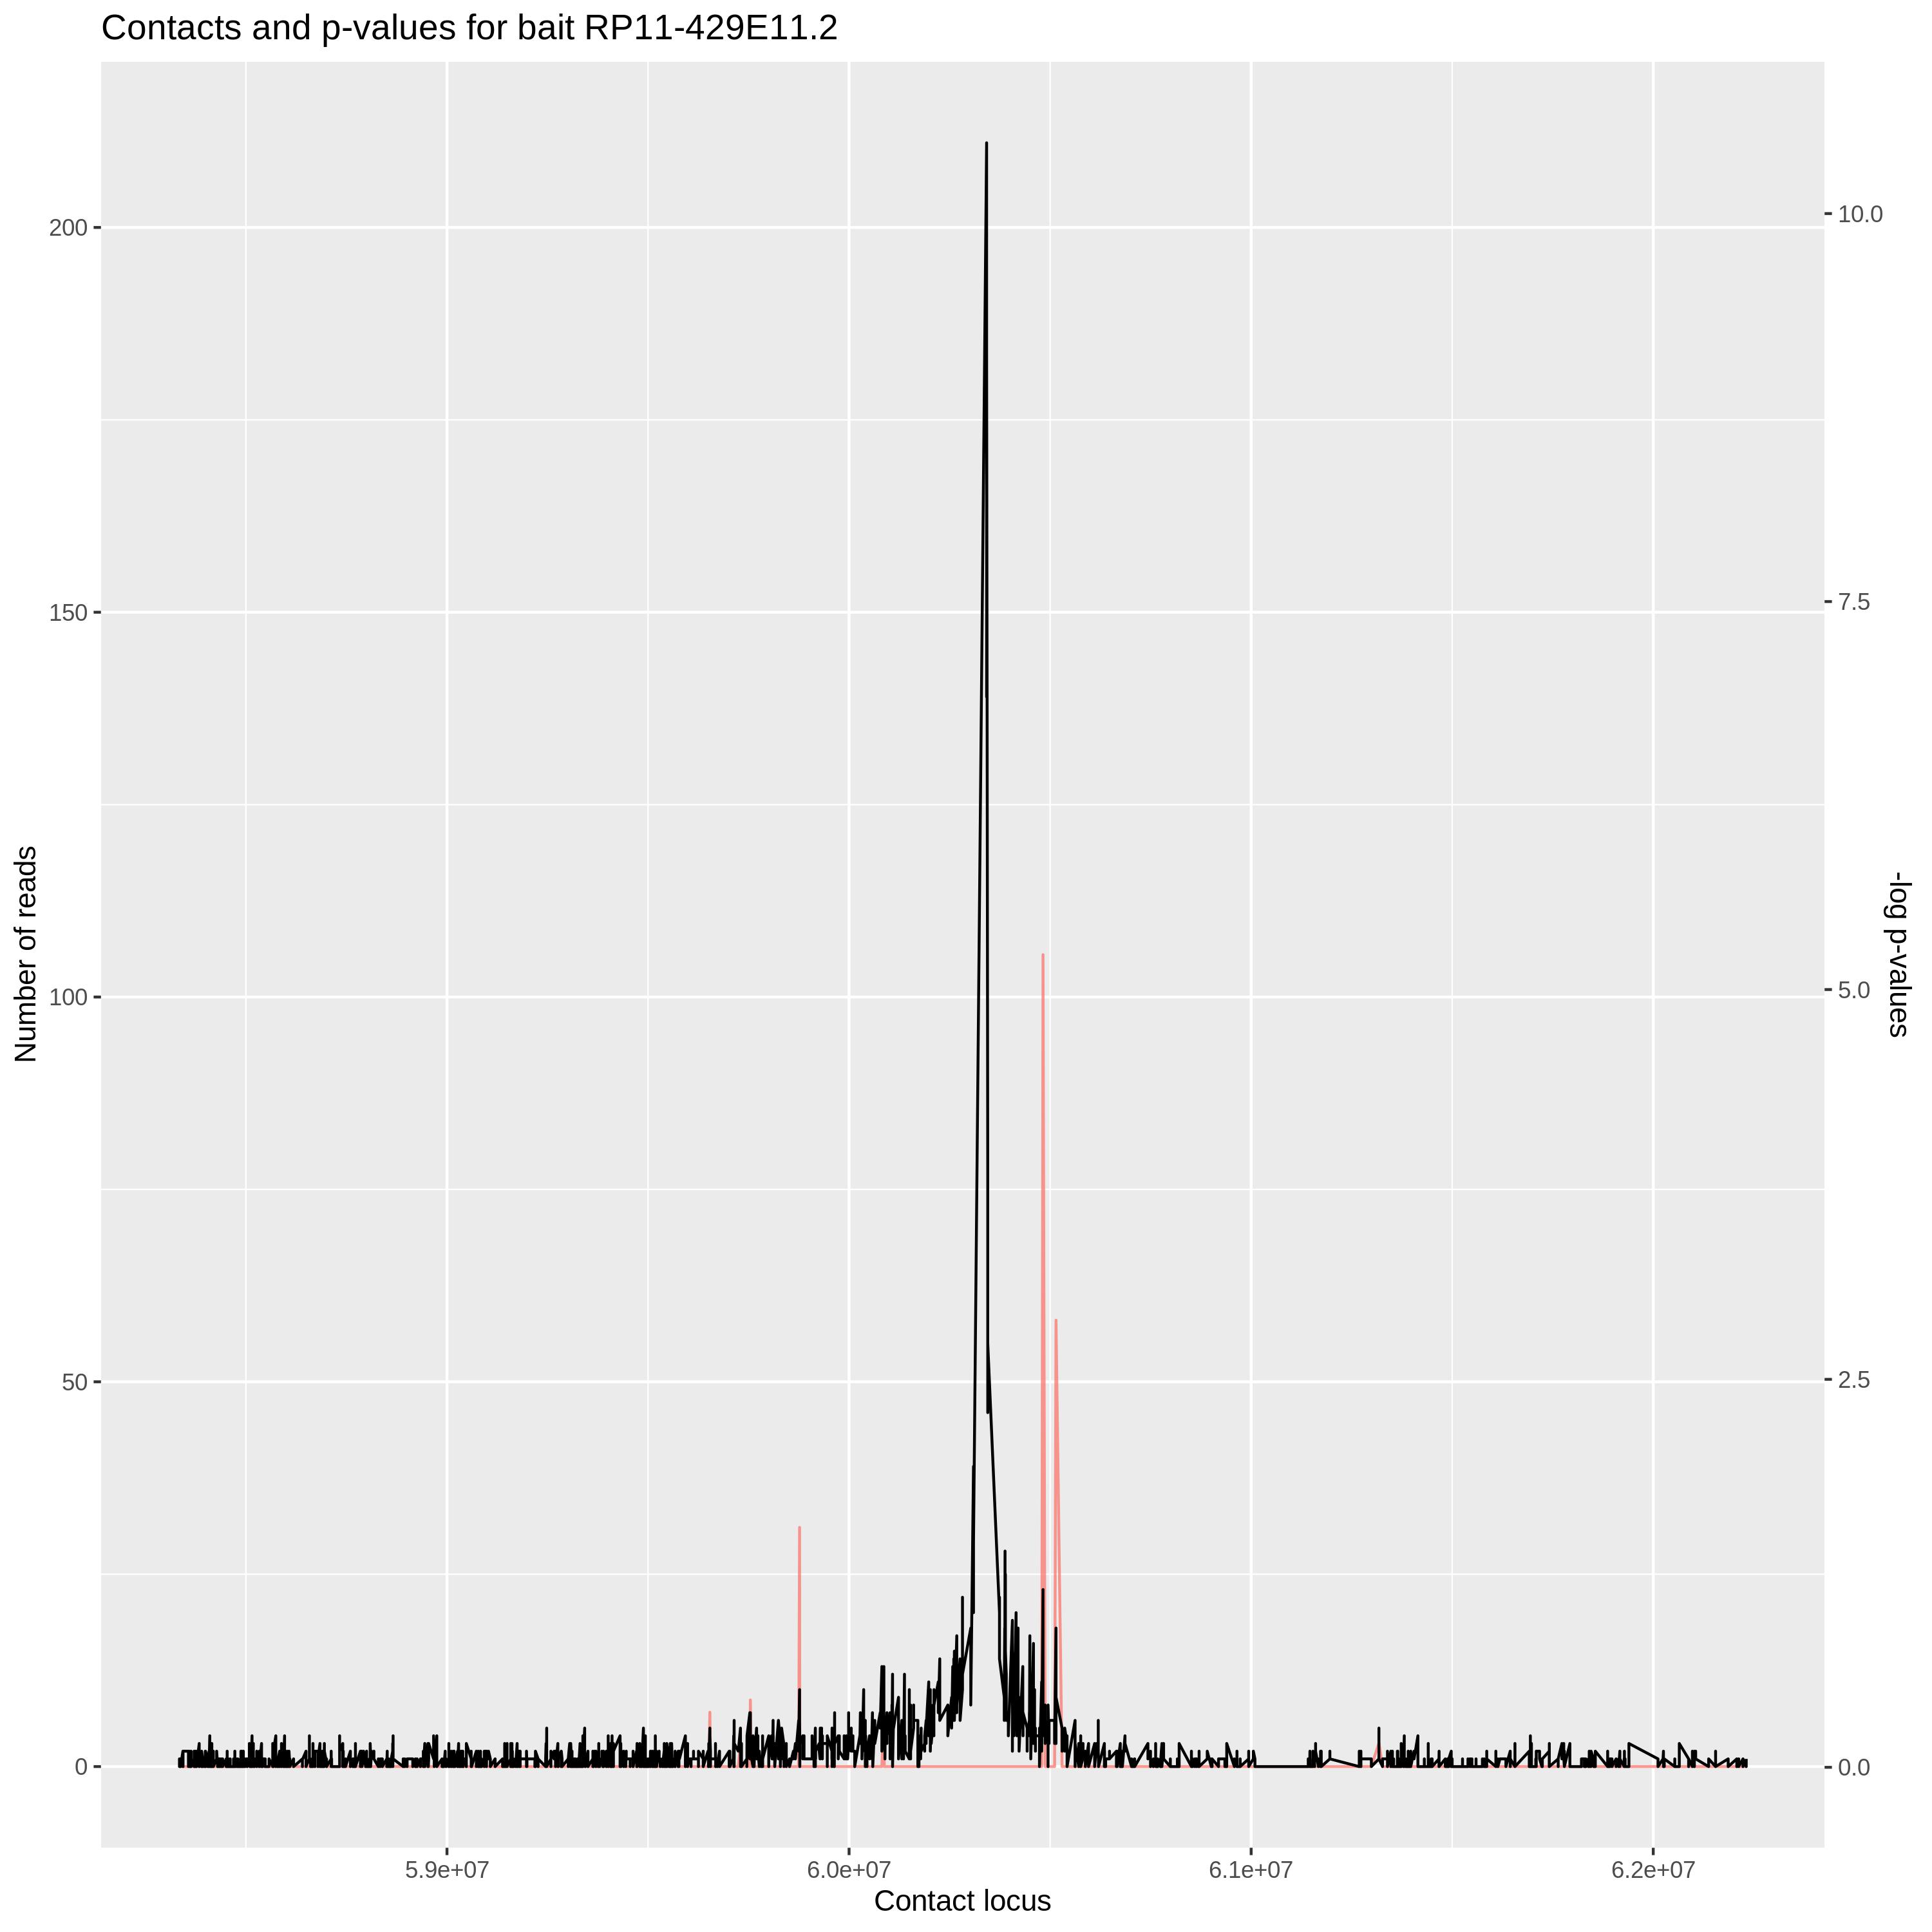 Contacts and p-values for bait RP11-429E11.2
200
150
100
50
0
10.0
7.5
5.0
2.5
0.0
Number of reads
-log p-values
5.9e+07
6.0e+07
6.1e+07
6.2e+07
Contact locus